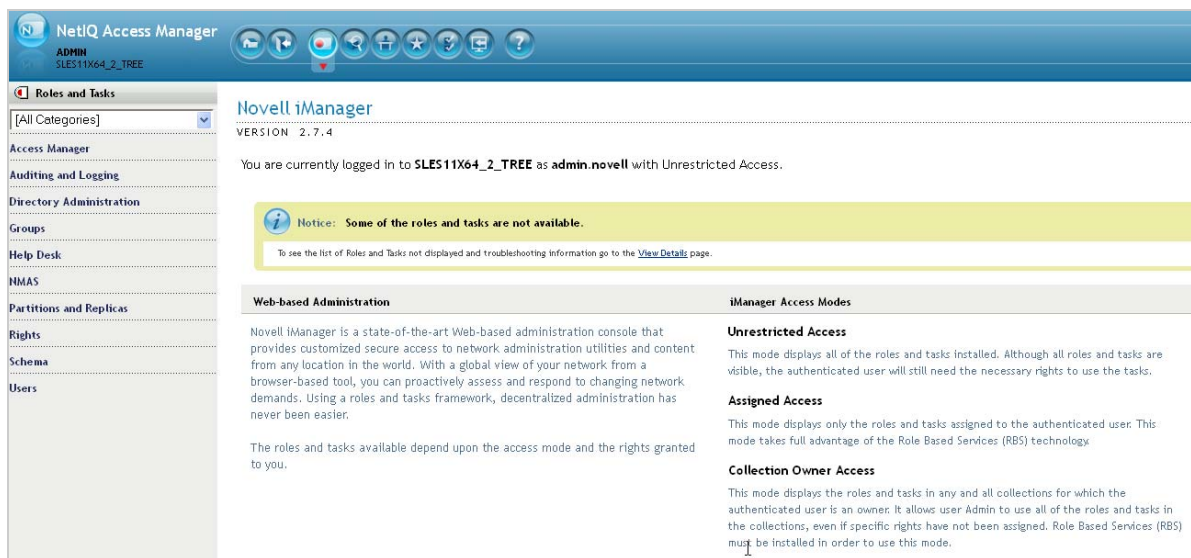 NetIQ Access Manager
ADMIN
SLES11X64_2_TREE
Roles and Tasks
[All Categories]
Access Manager
Auditing and Logging
Directory Administration
Groups
Help Desk
NMAS
Partitions and Replicas
Rights
Schema
Users
Novell iManager
VERSION 2.7.4
You are currently logged in to SLES11X64_2_TREE as admin.novell with Unrestricted Access.
Notice: Some of the roles and tasks are not available.
To see the list of Roles and Tasks not displayed and troubleshooting information go to the View Details page.
Web-based Administration
Novell iManager is a state-of-the-art Web-based administration console that
provides customized secure access to network administration utilities and content
from any location in the world. With a global view of your network from a
browser-based tool, you can proactively assess and respond to changing network
demands. Using a roles and tasks framework, decentralized administration has
never been easier.
The roles and tasks available depend upon the access mode and the rights granted
to you.
iManager Access Modes
Unrestricted Access
This mode displays all of the roles and tasks installed. Although all roles and tasks are
visible, the authenticated user will still need the necessary rights to use the tasks.
Assigned Access
This mode displays only the roles and tasks assigned to the authenticated user. This
mode takes full advantage of the Role Based Services (RBS) technology.
Collection Owner Access
This mode displays the roles and tasks in any and all collections for which the
authenticated user is an owner. It allows user Admin to use all of the roles and tasks in
the collections, even if specific rights have not been assigned. Role Based Services (RBS)
must be installed in order to use this mode.